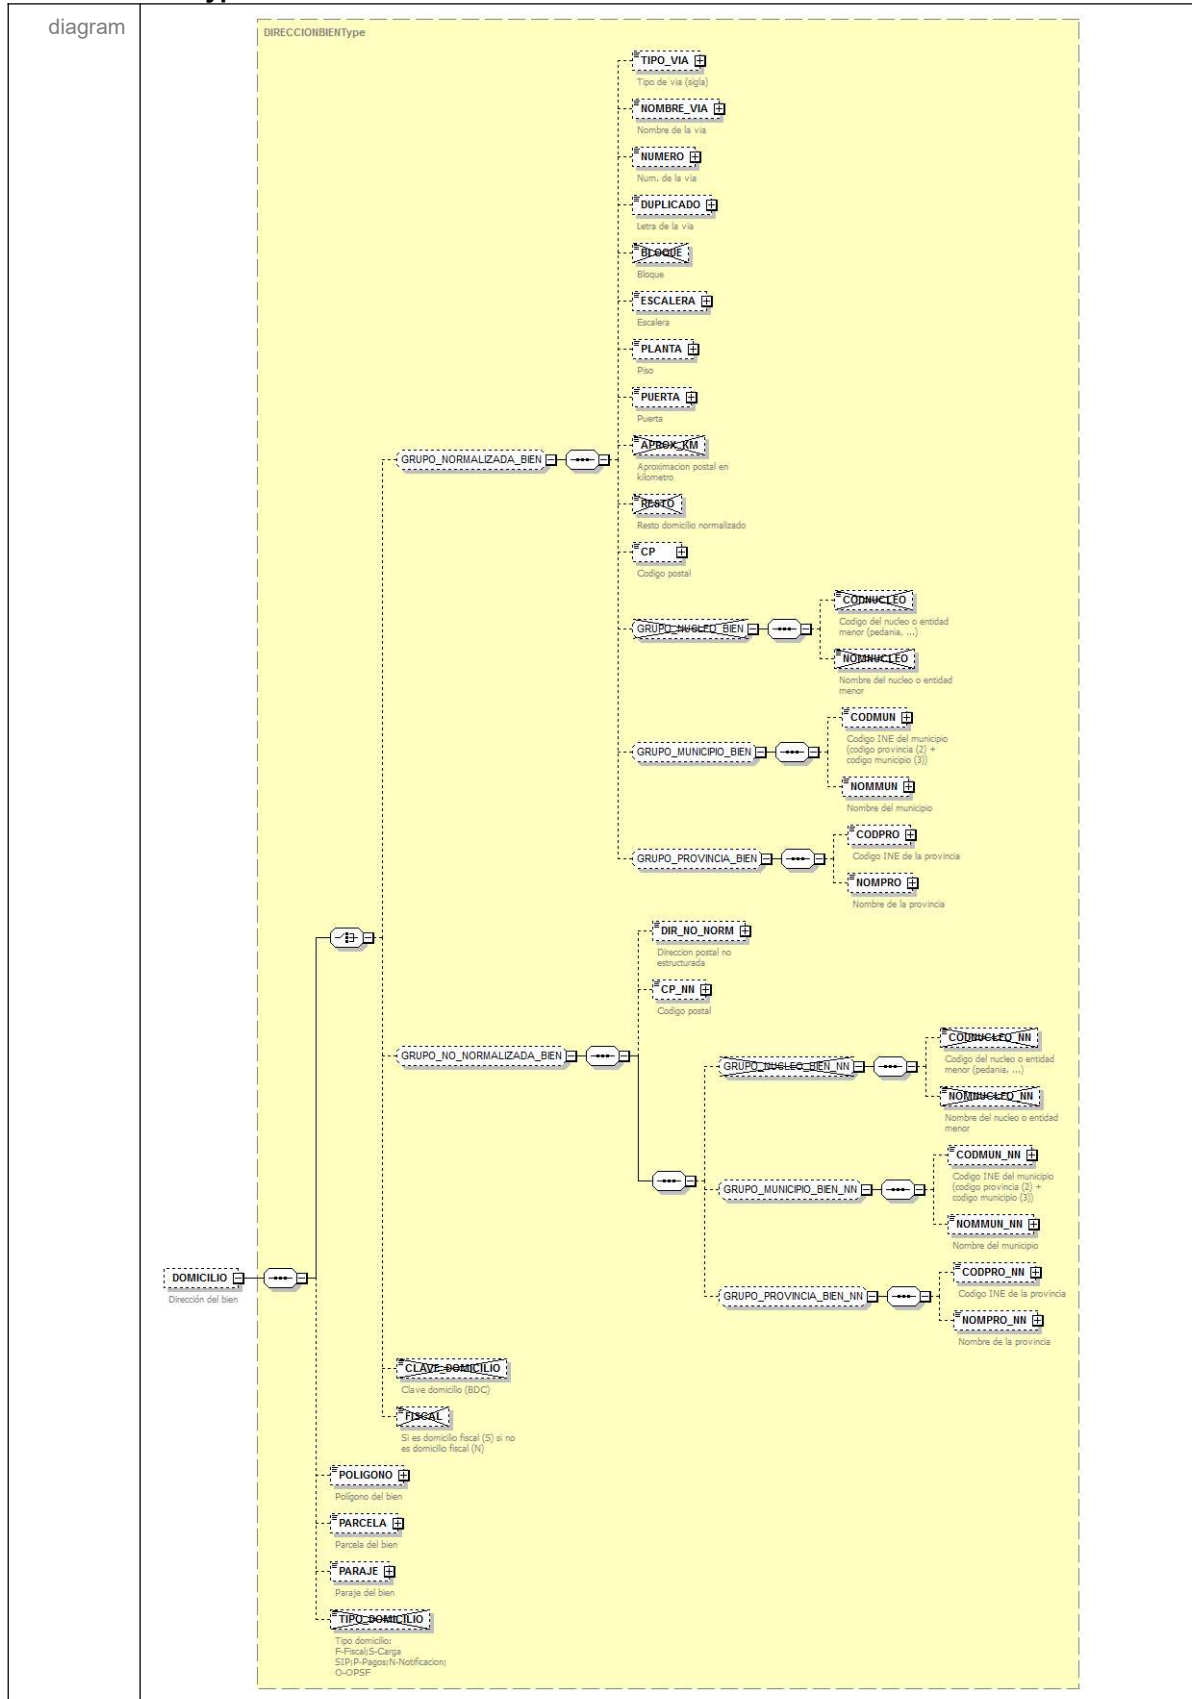 diagram
DIRECCIONBIENType
TIPO_VIA
Tipo de via (sigla)
NOMBRE_VIA
Nombre de la via
NUMERO
Num. de la via
DUPLICADO
Letra de la via
BLOQUE
Bloque
ESCALERA
Escalera
PLANTA
Piso
PUERTA
Puerta
GRUPO_NORMALIZADA_BIEN
APROX_KM
Aproximacion postal en
kilometro
RESTO
Resto domicilio normalizado
CP
Codigo postal
GRUPO_NUCLEO_BIEN
CODNUCLEO
Codigo del nucleo o entidad
menor (pedania, ...)
NOMNUCLEO
Nombre del nucleo o entidad
menor
GRUPO_MUNICIPIO_BIEN
CODMUN
Codigo INE del municipio
(codigo provincia (2) +
codigo municipio (3))
NOMMUN
Nombre del municipio
GRUPO_PROVINCIA_BIEN
CODPRO
Codigo INE de la provincia
NOMPRO
Nombre de la provincia
DIR_NO_NORM
Direccion postal no
estructurada
CP_NN
Codigo postal
GRUPO_NO_NORMALIZADA_BIEN
GRUPO_NUCLEO_BIEN_NN
CODNUCLEO_NN
Codigo del nucleo o entidad
menor (pedania, ...)
NOMNUCLEO_NN
Nombre del nucleo o entidad
menor
GRUPO_MUNICIPIO_BIEN_NN
CODMUN_NN
Codigo INE del municipio
(codigo provincia (2) +
codigo municipio (3))
NOMMUN_NN
Nombre del municipio
GRUPO_PROVINCIA_BIEN_NN
CODPRO_NN
Codigo INE de la provincia
NOMPRO_NN
Nombre de la provincia
DOMICILIO
Dirección del bien
CLAVE_DOMICILIO
Clave domicilio (BDC)
FISCAL
Si es domicilio fiscal (S) si no
es domicilio fiscal (N)
POLIGONO
Polígono del bien
PARCELA
Parcela del bien
PARAJE
Paraje del bien
TIPO_DOMICILIO
Tipo domicilio:
F-Fiscal;S-Carga
SIP;P-Pagos;N-Notificacion;
O-OPSF